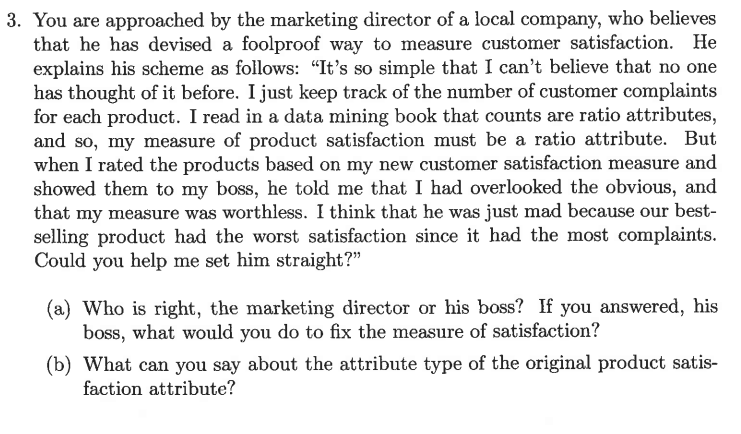 3. You are approached by the marketing director of a local company, who believes
that he has devised a foolproof way to measure customer satisfaction. He
explains his scheme as follows: “It’s so simple that I can’t believe that no one
has thought of it before. I just keep track of the number of customer complaints
for each product. I read in a data mining book that counts are ratio attributes,
and so, my measure of product satisfaction must be a ratio attribute. But
when I rated the products based on my new customer satisfaction measure and
showed them to my boss, he told me that I had overlooked the obvious, and
that my measure was worthless. I think that he was just mad because our best-
selling product had the worst satisfaction since it had the most complaints.
Could you help me set him straight?”
(a) Who is right, the marketing director or his boss? If you answered, his
boss, what would you do to fix the measure of satisfaction?
(b) What can you say about the attribute type of the original product satis-
faction attribute?